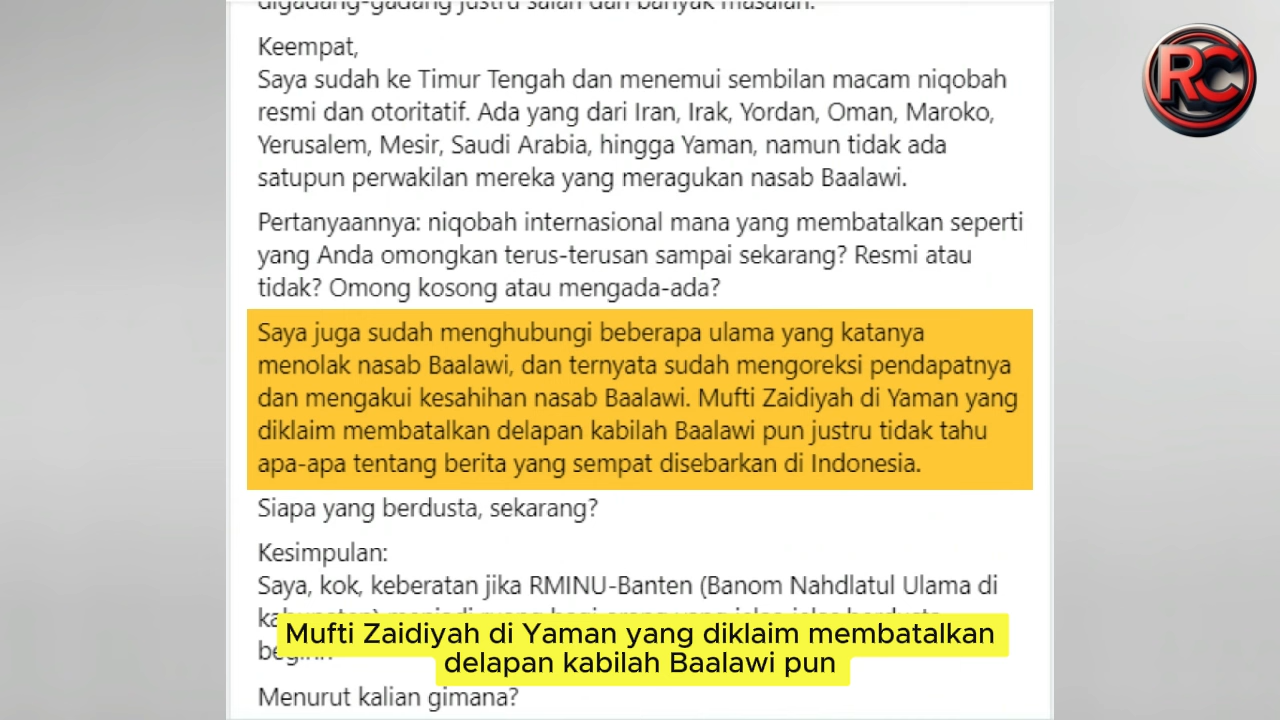 digadang-gadang justru salah dan banyak masalah.
RC
Keempat,
Saya sudah ke Timur Tengah dan menemui sembilan macam niqobah
resmi dan otoritatif. Ada yang dari Iran, Irak, Yordan, Oman, Maroko,
Yerusalem, Mesir, Saudi Arabia, hingga Yaman, namun tidak ada
satupun perwakilan mereka yang meragukan nasab Baalawi.
Pertanyaannya: niqobah internasional mana yang membatalkan seperti
yang Anda omongkan terus-terusan sampai sekarang? Resmi atau
tidak? Omong kosong atau mengada-ada?
Saya juga sudah menghubungi beberapa ulama yang katanya
menolak nasab Baalawi, dan ternyata sudah mengoreksi pendapatnya
dan mengakui kesahihan nasab Baalawi. Mufti Zaidiyah di Yaman yang
diklaim membatalkan delapan kabilah Baalawi pun justru tidak tahu
apa-apa tentang berita yang sempat disebarkan di Indonesia.
Siapa yang berdusta, sekarang?
Kesimpulan:
Saya, kok, keberatan jika RMINU-Banten (Banom Nahdlatul Ulama di
Mufti Zaidiyah di Yaman yang diklaim membatalkan
delapan kabilah Baalawi pun
Menurut kalian gimana?